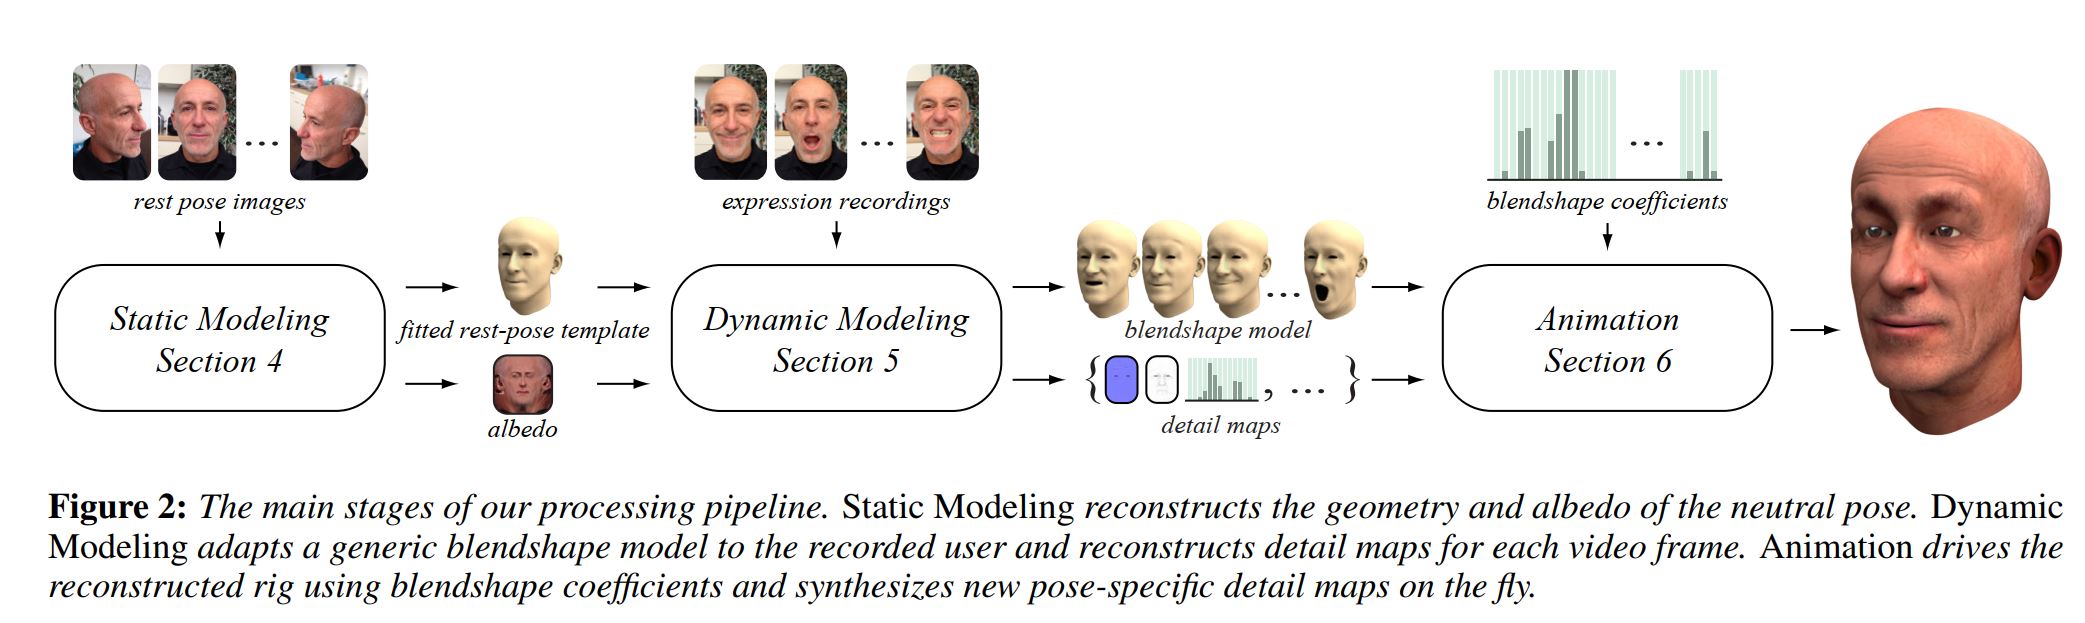 rest pose images
expression recordings
blendshape coefficients
Static Modeling
Section 4
fitted rest-pose template
albedo
Dynamic Modeling
Section 5
blendshape model
detail maps
Animation
Section 6
{ , ... }
Figure 2: The main stages of our processing pipeline. Static Modeling reconstructs the geometry and albedo of the neutral pose. Dynamic
Modeling adapts a generic blendshape model to the recorded user and reconstructs detail maps for each video frame. Animation drives the
reconstructed rig using blendshape coefficients and synthesizes new pose-specific detail maps on the fly.